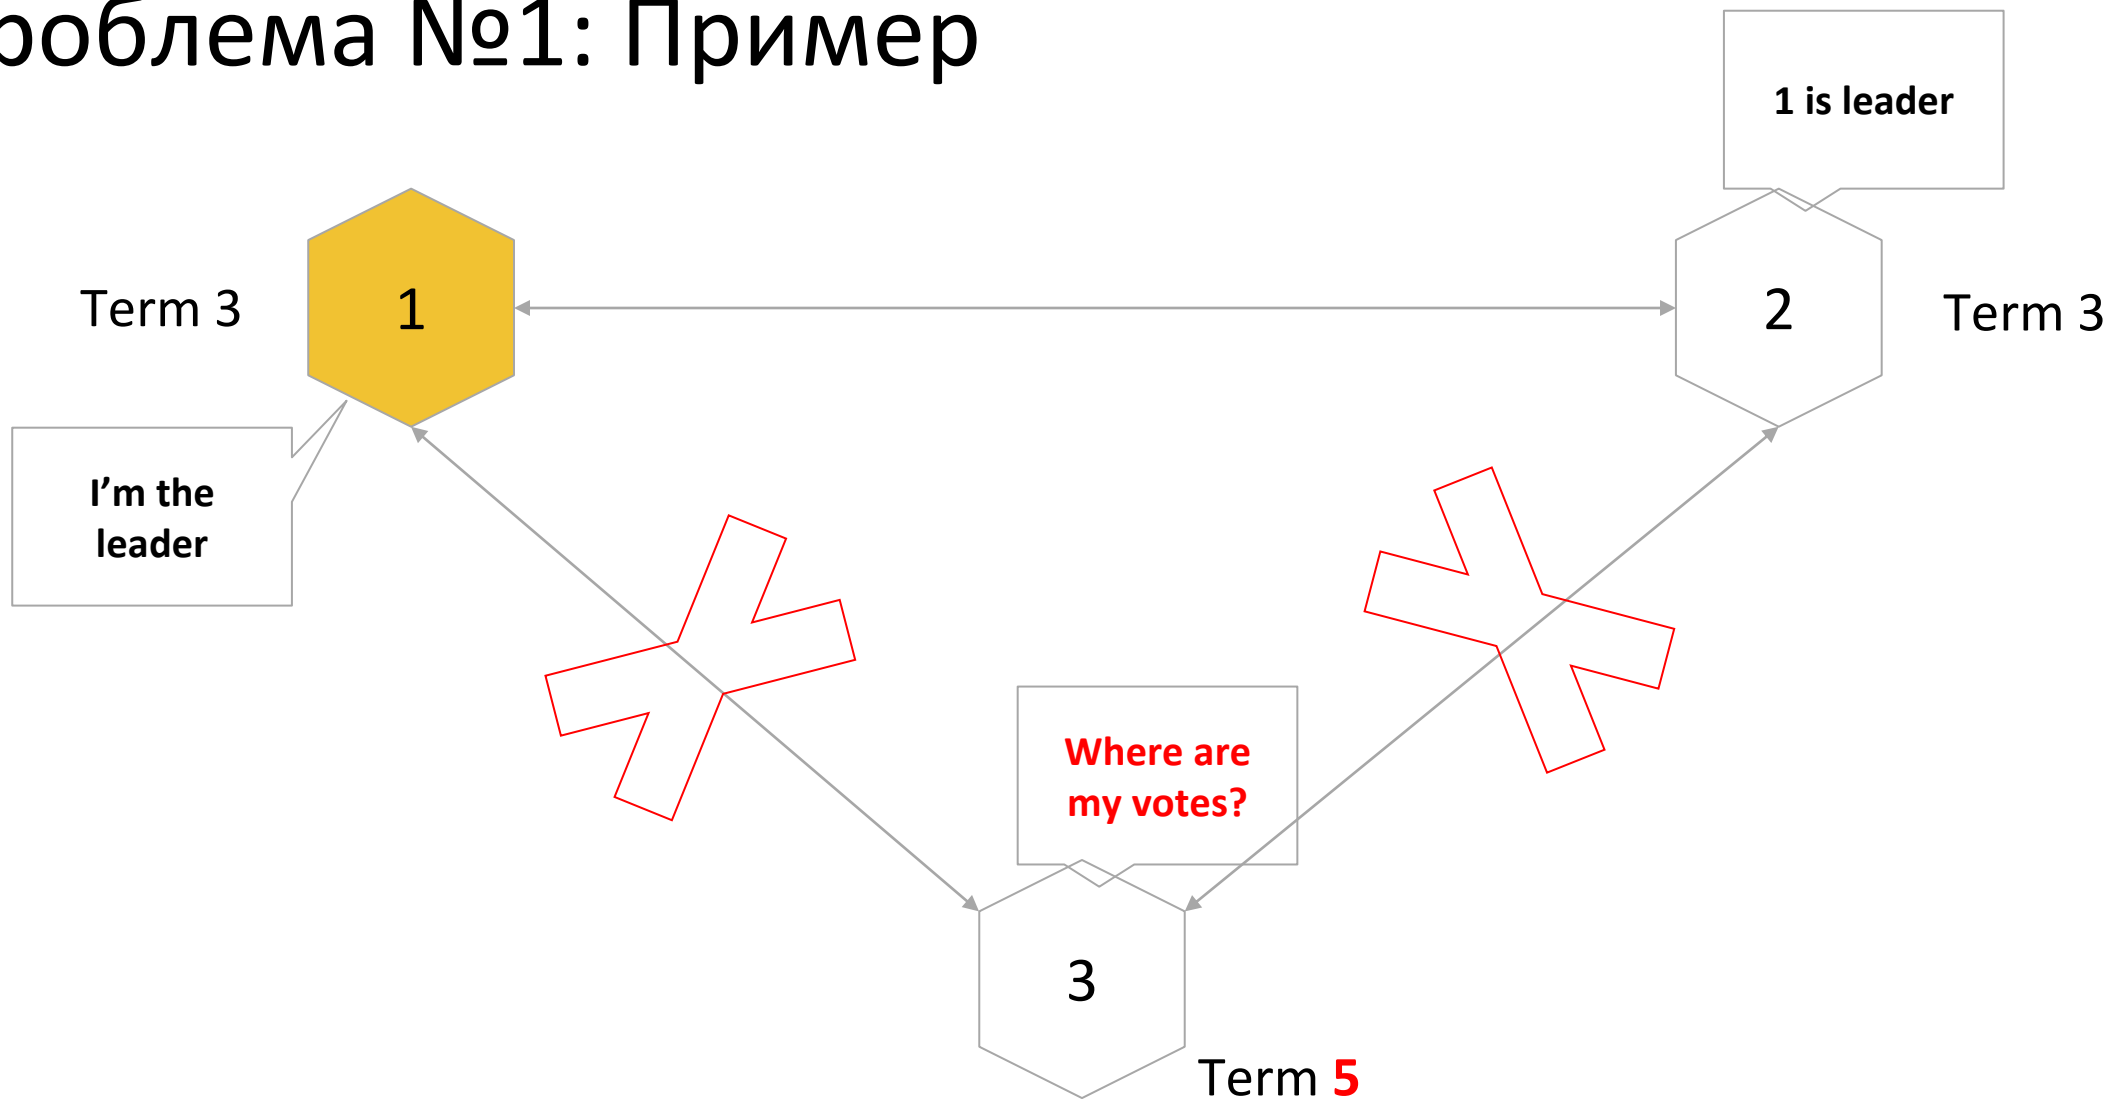 роблема №1: Пример
1 is leader
Term 3
1
2
Term 3
I'm the
leader
Where are
my votes?
3
Term 5